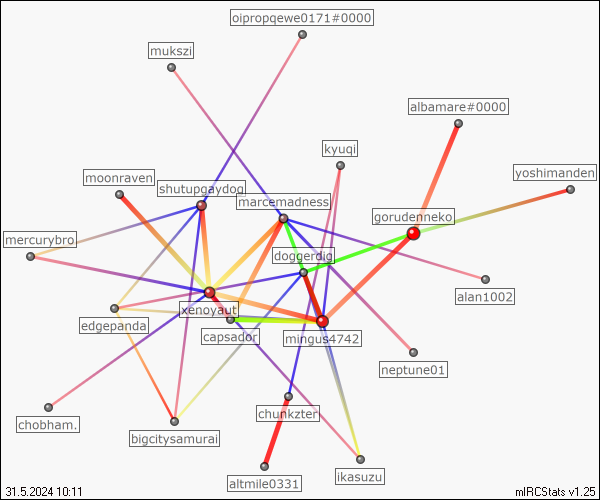 oipropqewe0171#0000
mukszi
albamare#0000
kyuqi
yoshimanden
moonraven
shutupgaydog
marcemadness
gorudenneko
mercurybro.
doggerdig
alan1002
xenoyaut
edgepanda
capsador
mingus4742
neptune01
chobham.
chunkzter
bigcitysamurai
ikasuzu
altmile0331
31.5.2024 10:11
mIRCStats v1.25